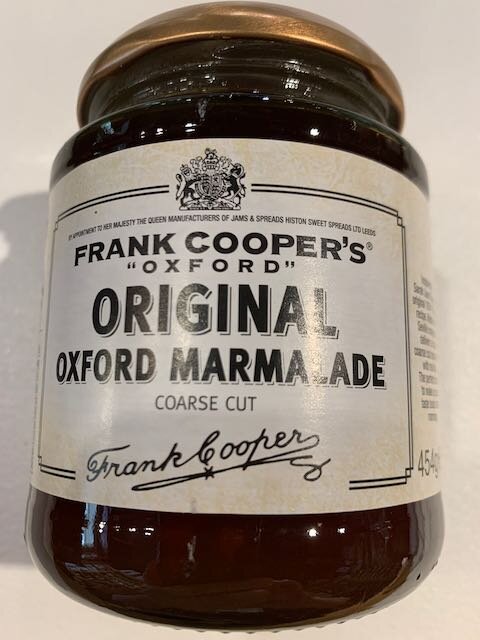 BY APPOINTMENT TO HER MAJESTY THE QUEEN MANUFACTURERS OF JAMS & SPREADS HISTON SWEET SPREADS LTD LEEDS
FRANK COOPER'S®
"OXFORD"
ORIGINAL
OXFORD MARMALADE
COARSE CUT
Frank Cooper
454g